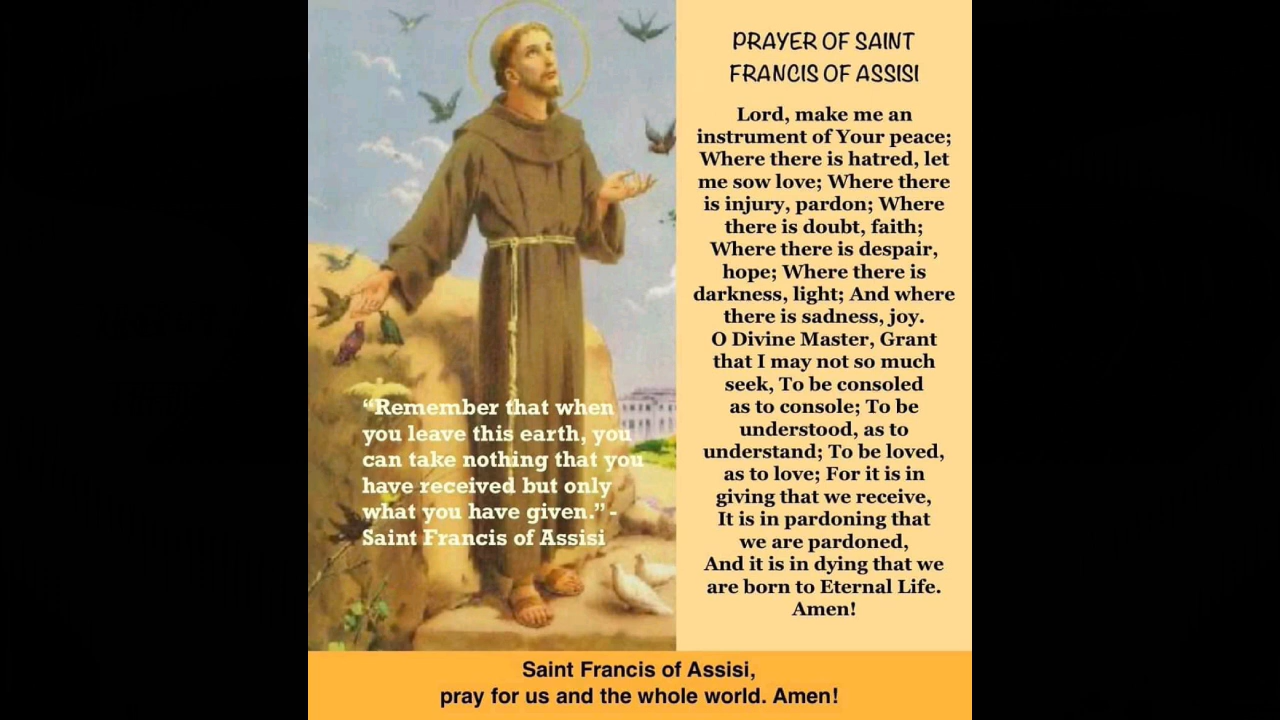 PRAYER OF SAINT
FRANCIS OF ASSISI
Lord, make me an
instrument of Your peace;
Where there is hatred, let
me sow love; Where there
is injury, pardon; Where
there is doubt, faith;
Where there is despair,
hope; Where there is
darkness, light; And where
there is sadness, joy.
O Divine Master, Grant
that I may not so much
seek, To be consoled
as to console; To be
understood, as to
understand; To be loved,
as to love; For it is in
giving that we receive,
It is in pardoning that
we are pardoned,
And it is in dying that we
are born to Eternal Life.
Amen!
“Remember that when
you leave this earth, you
can take nothing that you
have received but only
what you have given.” -
Saint Francis of Assisi
Saint Francis of Assisi,
pray for us and the whole world. Amen!